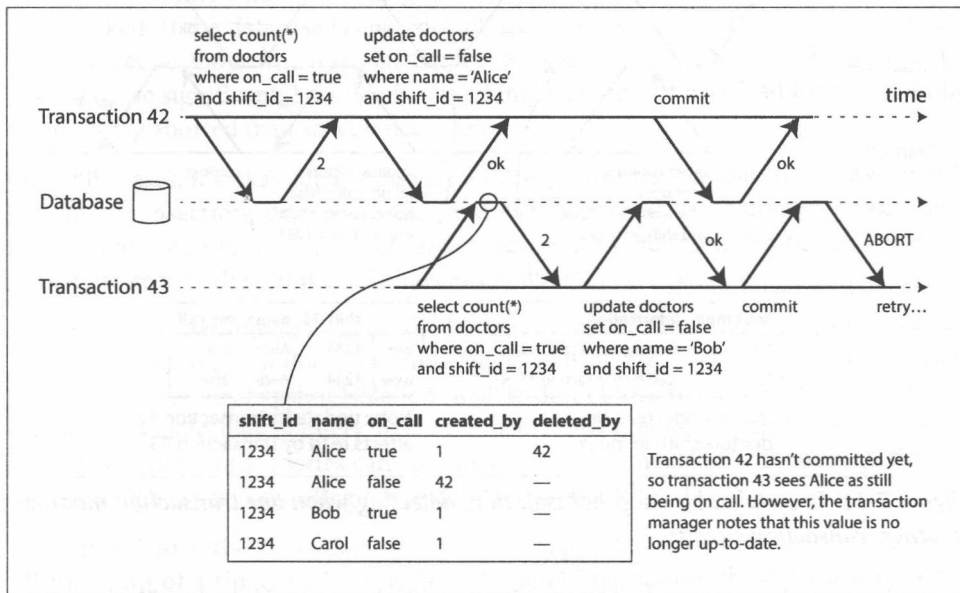 select count(*)
from doctors
where on_call = true
and shift_id = 1234
update doctors
set on_call = false
where name = ‘Alice’
and shift_id = 1234
commit
time
Transaction 42
2
ok
ok
Database
2
ok
ABORT
Transaction 43
select count(*)
from doctors
where on_call = true
and shift_id = 1234
update doctors
set on_call = false
where name = ‘Bob’
and shift_id = 1234
commit
retry…
shift_id name on_call created_by deleted_by
1234 Alice true 1 42
1234 Alice false 42 —
1234 Bob true 1 —
1234 Carol false 1 —
Transaction 42 hasn’t committed yet,
so transaction 43 sees Alice as still
being on call. However, the transaction
manager notes that this value is no
longer up-to-date.